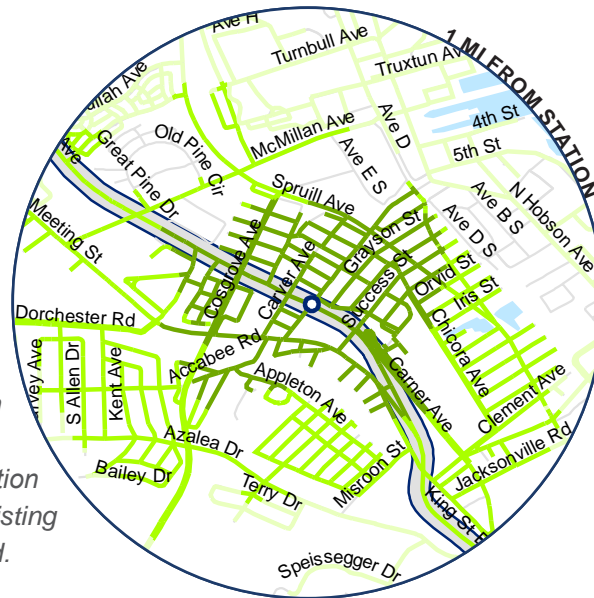 Ave H
Turnbull Ave
Truxtun Ave
1 MI FROM STATION
4th St
5th St
McMillan Ave
Ave D
Ave E S
Old Pine Cir
Great Pine Dr
Ave
Spruill Ave
Ave B S
N Hobson Ave
Ave D S
Meeting St
Grayson St
Cosgrove Ave
Carver Ave
Success St
Orvid St
Iris St
Dorchester Rd
Accabee Rd
Chicora Ave
S Allen Dr
Kent Ave
Appleton Ave
Carner Ave
Clement Ave
Azalea Dr
Bailey Dr
Misroon St
Jacksonville Rd
Terry Dr
King St E
Speissegger Dr